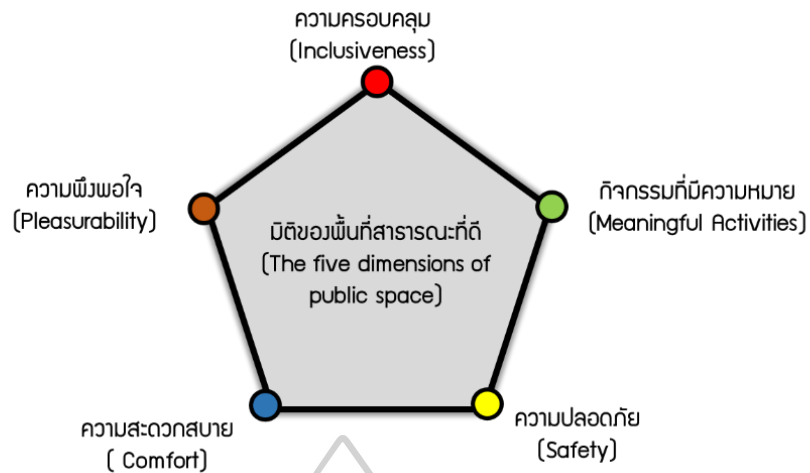 ความครอบคลุม
(Inclusiveness)
ความพึงพอใจ
(Pleasurability)
กิจกรรมที่มีความหมาย
(Meaningful Activities)
มิติของพื้นที่สารารณะที่ดี
(The five dimensions of
public space)
ความสะดวกสบาย
( Comfort)
ความปลอดภัย
(Safety)